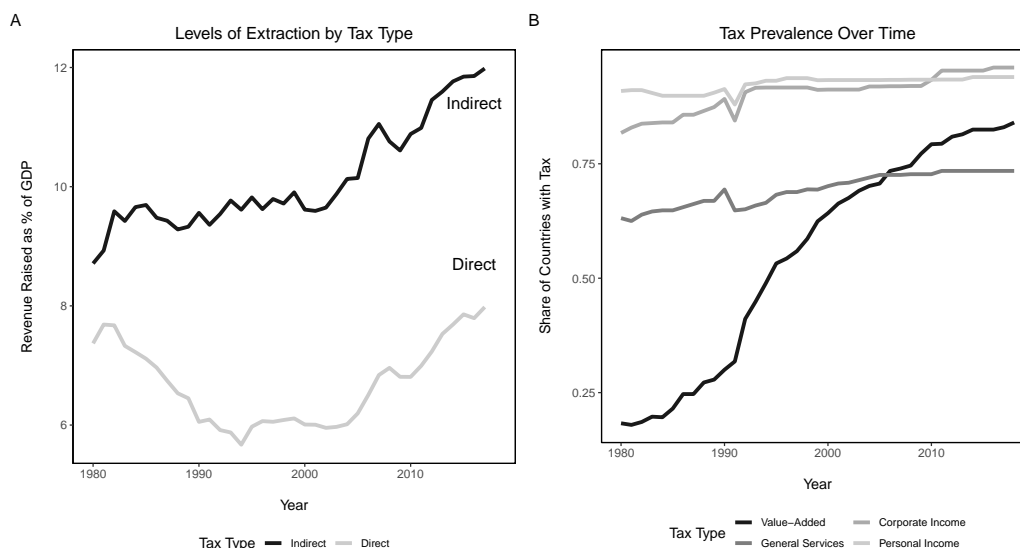 A
Levels of Extraction by Tax Type
Revenue Raised as % of GDP
12
10
8
6
Indirect
Direct
1980
1990
2000
2010
Year
Tax Type Indirect Direct
B
Tax Prevalence Over Time
Share of Countries with Tax
0.75
0.50
0.25
1980
1990
2000
2010
Year
Tax Type
Value−Added
Corporate Income
General Services
Personal Income